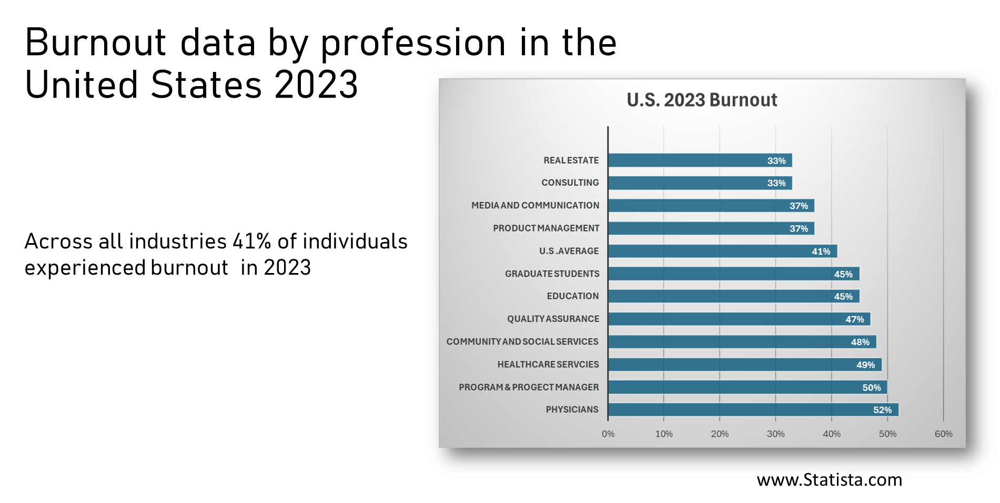 Burnout data by profession in the
United States 2023
Across all industries 41% of individuals
experienced burnout in 2023
U.S. 2023 Burnout
REAL ESTATE 33%
CONSULTING 33%
MEDIA AND COMMUNICATION 37%
PRODUCT MANAGEMENT 37%
U.S .AVERAGE 41%
GRADUATE STUDENTS 45%
EDUCATION 45%
QUALITY ASSURANCE 47%
COMMUNITY AND SOCIAL SERVICES 48%
HEALTHCARE SERVCIES 49%
PROGRAM & PROGECT MANAGER 50%
PHYSICIANS 52%
0% 10% 20% 30% 40% 50% 60%
www.Statista.com